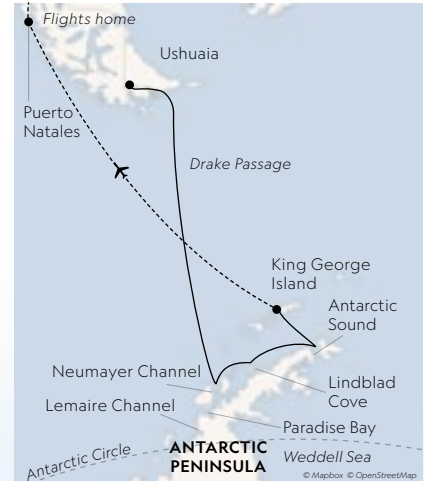 Flights home
Ushuaia
Puerto
Natales
Drake Passage
King George
Island
Antarctic
Sound
Neumayer Channel
Lindblad
Cove
Lemaire Channel
Paradise Bay
ANTARCTIC
PENINSULA
Weddell Sea
Antarctic Circle
© Mapbox © OpenStreetMap